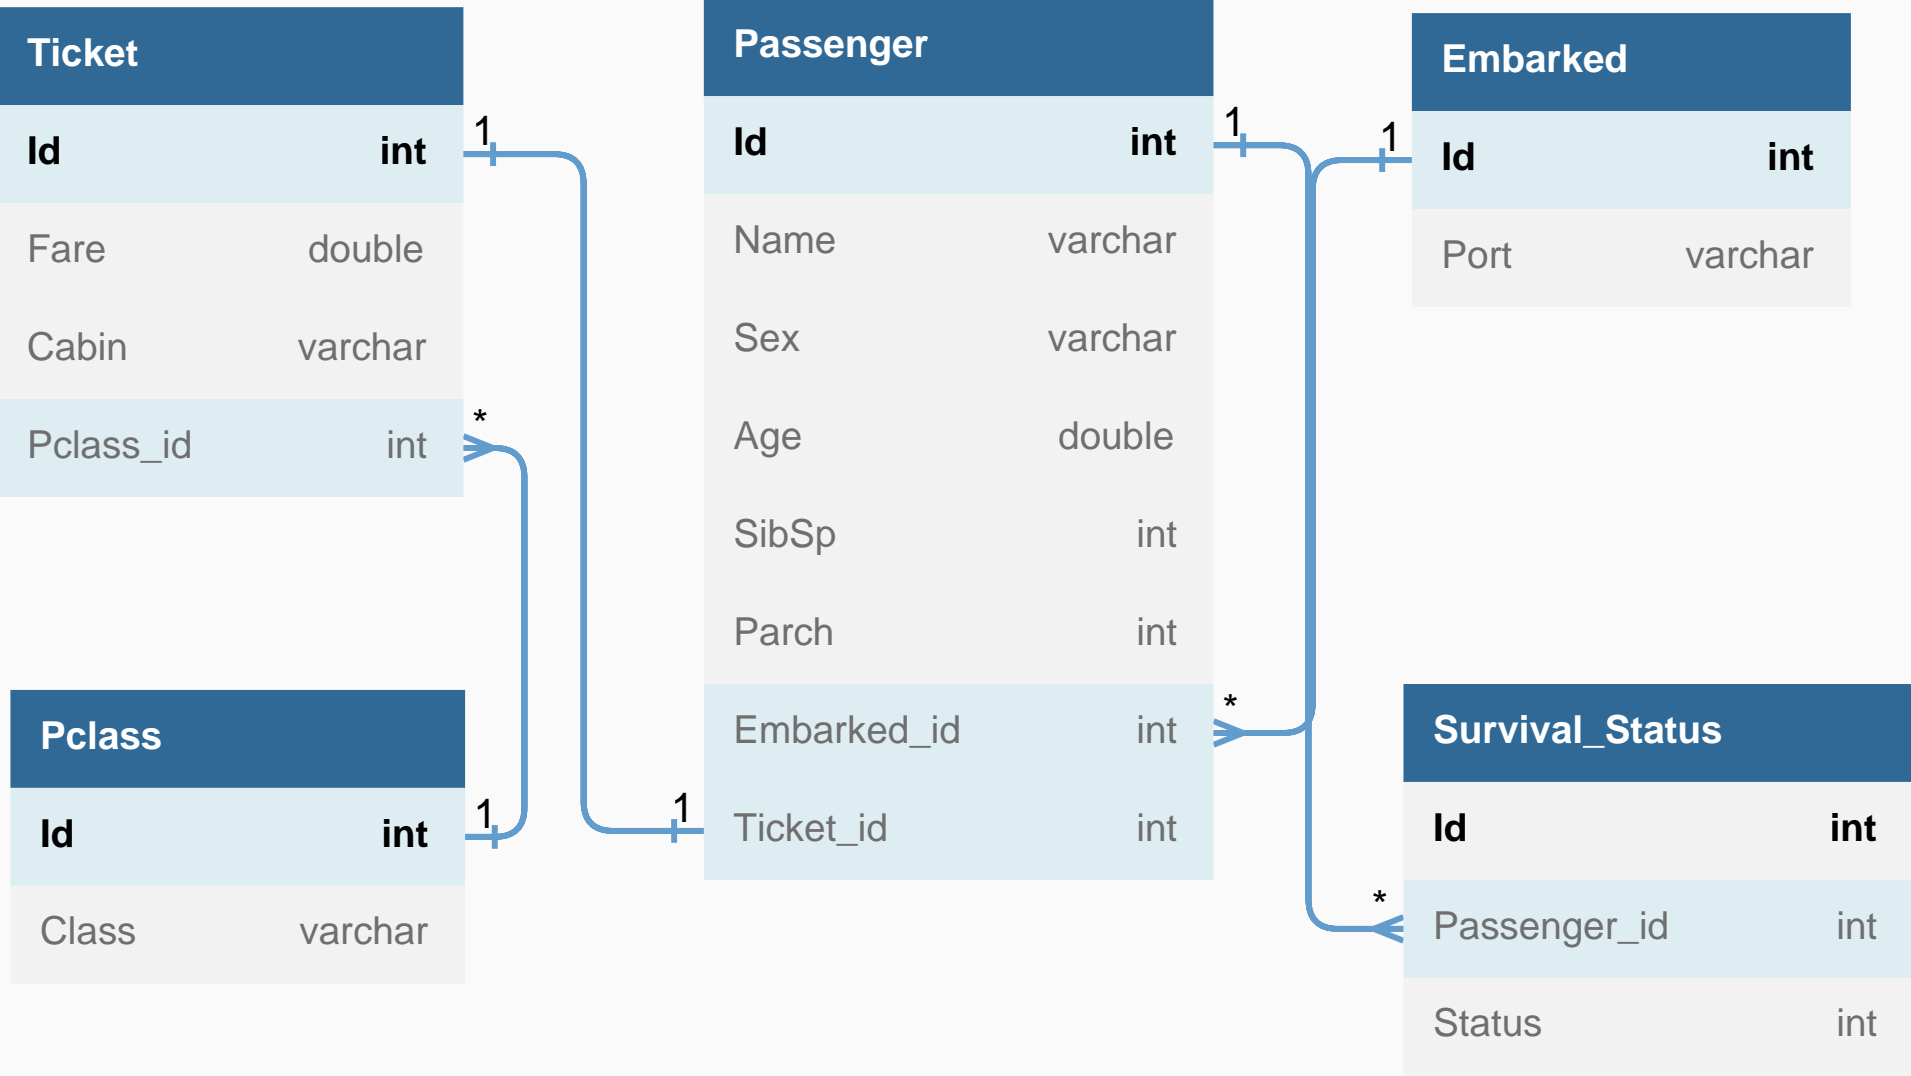 Ticket
Id int
Fare double
Cabin varchar
Pclass_id int
1
*
Pclass
Id int
Class varchar
1
Passenger
Id int
Name varchar
Sex varchar
Age double
SibSp int
Parch int
Embarked_id int
Ticket_id int
1
1
*
Embarked
Id int
Port varchar
1
Survival_Status
Id int
Passenger_id int
Status int
*